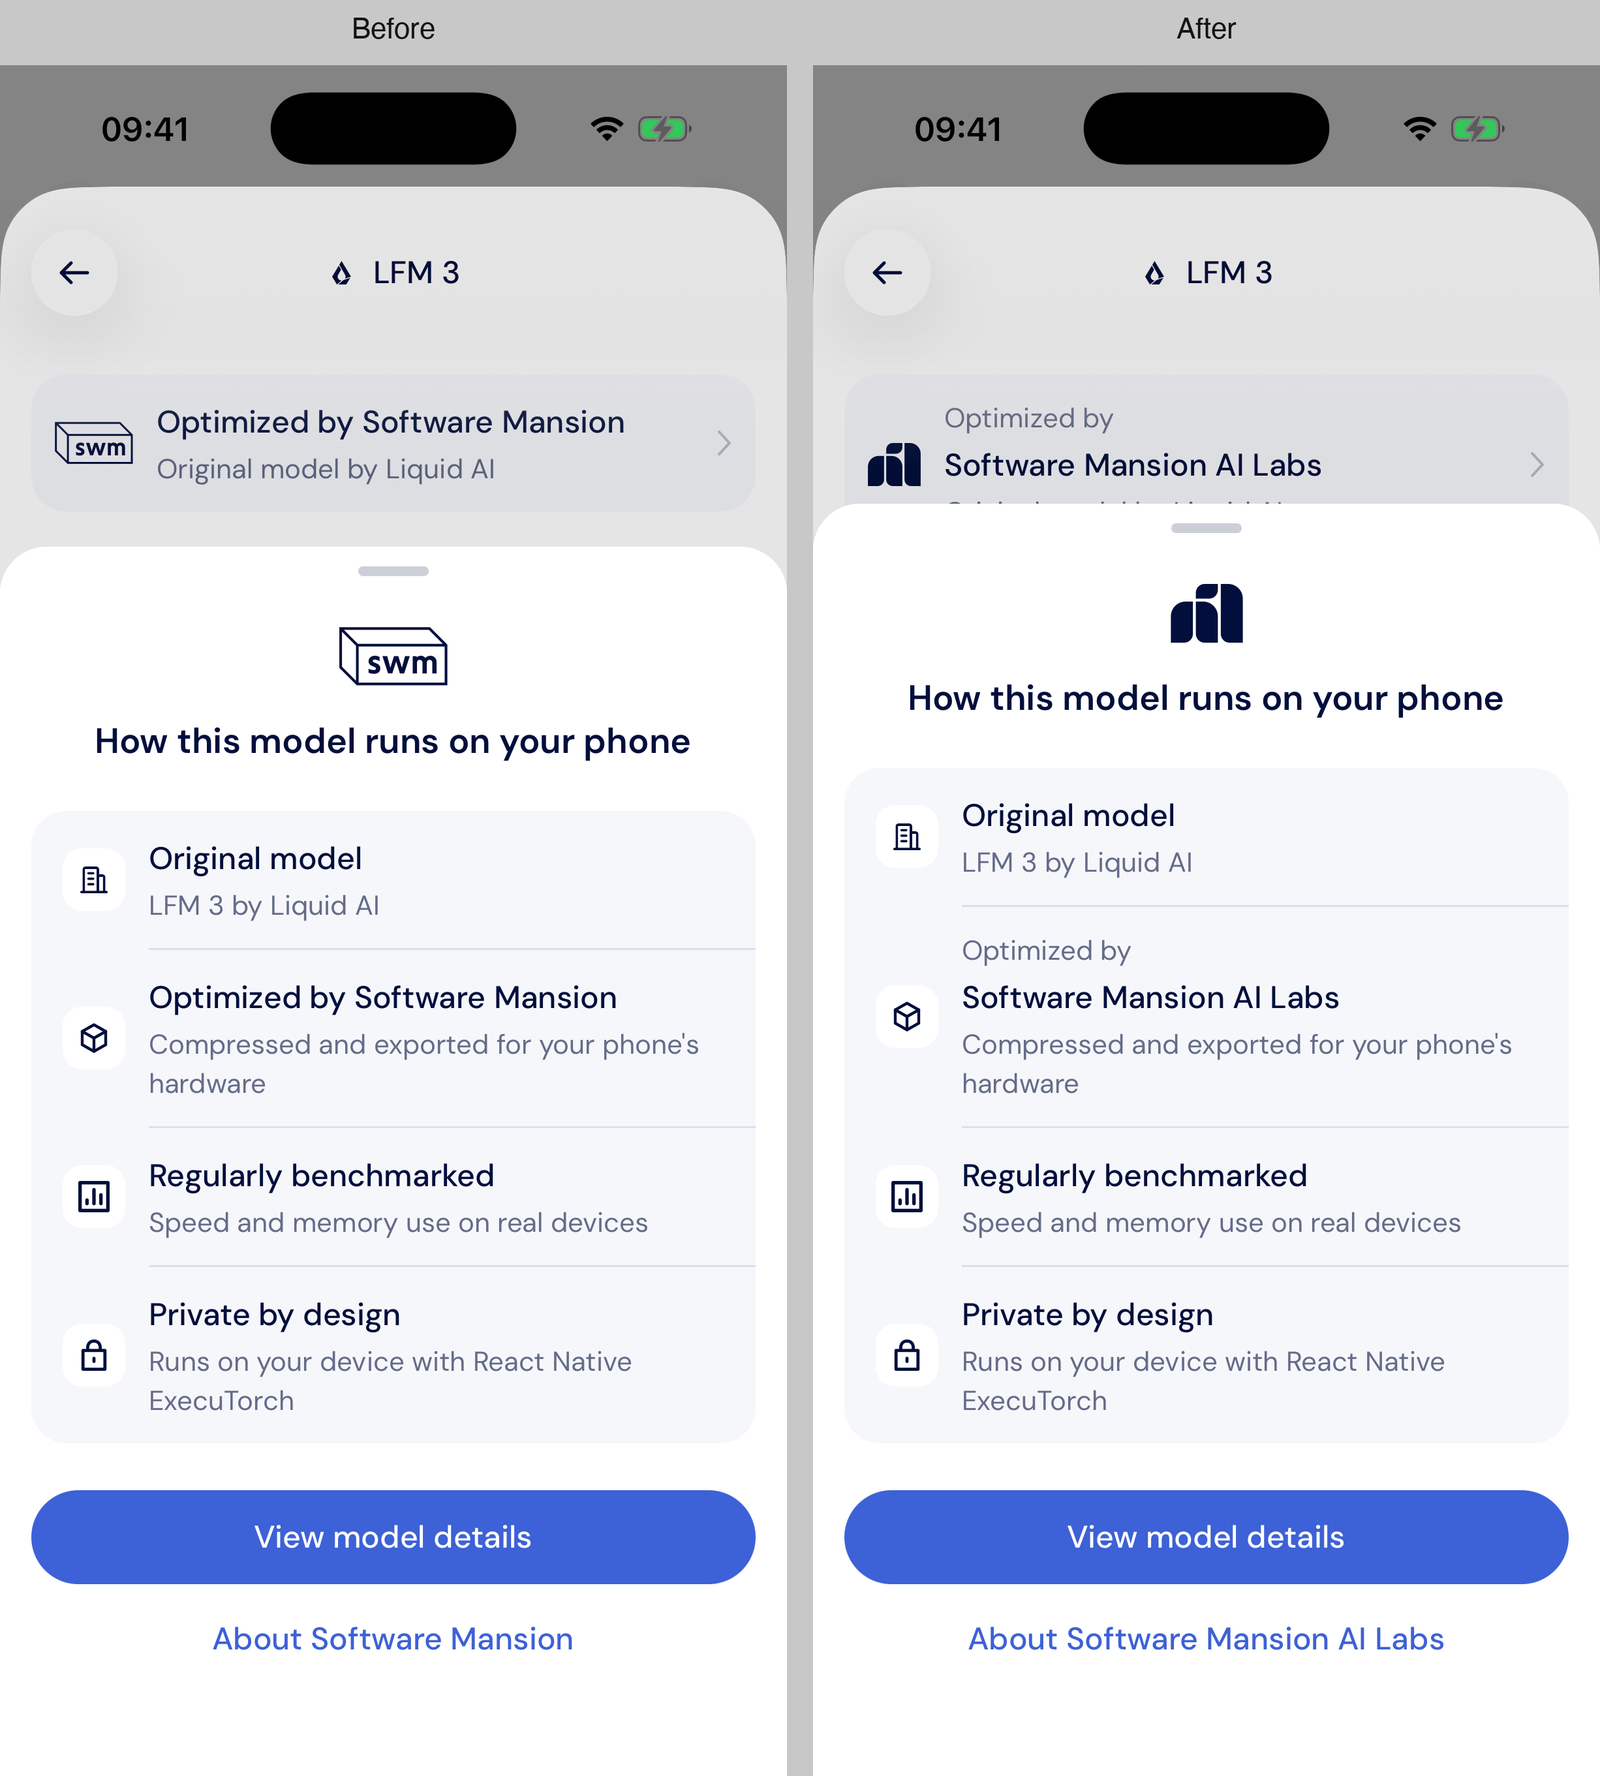 Before
09:41
LFM 3
swm
Optimized by Software Mansion
Original model by Liquid AI
swm
How this model runs on your phone
Original model
LFM 3 by Liquid AI
Optimized by Software Mansion
Compressed and exported for your phone's
hardware
Regularly benchmarked
Speed and memory use on real devices
Private by design
Runs on your device with React Native
ExecuTorch
View model details
About Software Mansion
After
09:41
LFM 3
Optimized by
Software Mansion AI Labs
How this model runs on your phone
Original model
LFM 3 by Liquid AI
Optimized by
Software Mansion AI Labs
Compressed and exported for your phone's
hardware
Regularly benchmarked
Speed and memory use on real devices
Private by design
Runs on your device with React Native
ExecuTorch
View model details
About Software Mansion AI Labs